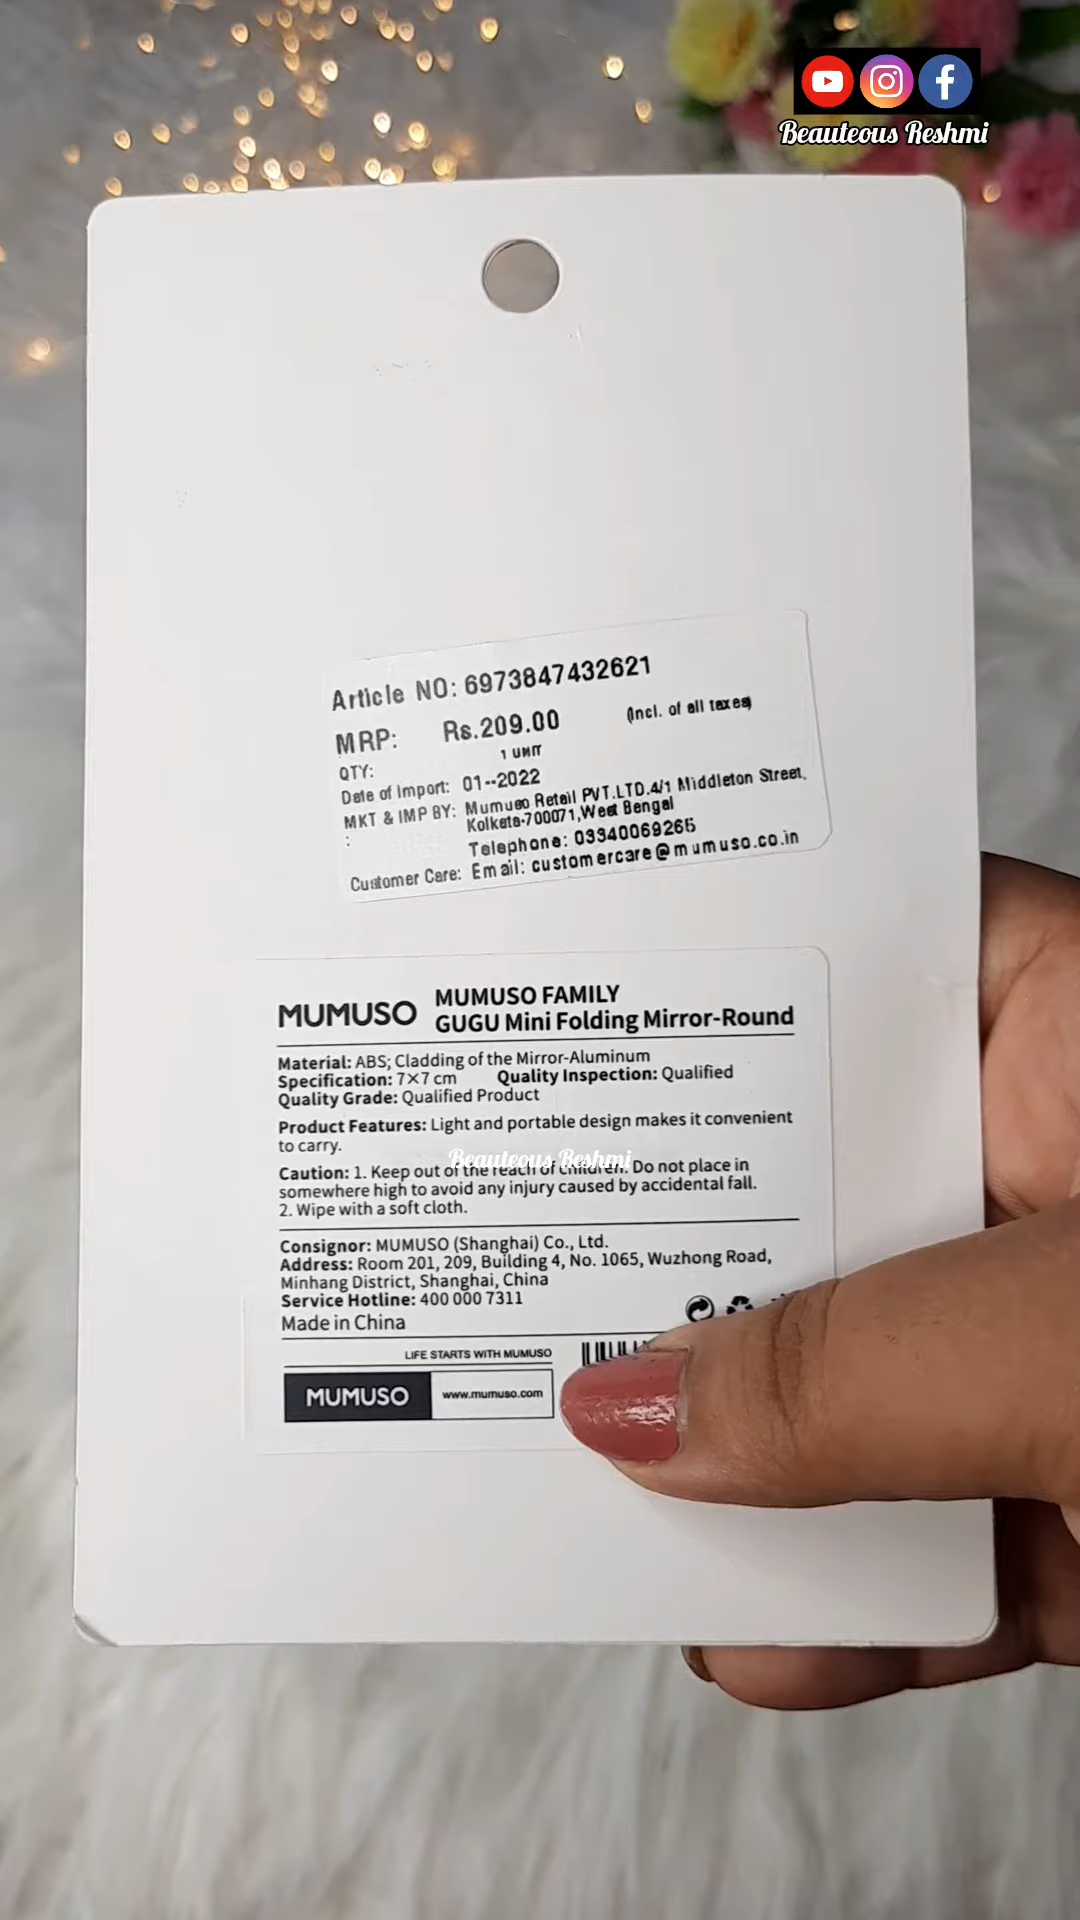 Beauteous Reshmi
Article NO: 6973847432621
MRP: Rs.209.00 (Incl. of all taxes)
QTY: 1 UNIT
Date of Import: 01--2022
MKT & IMP BY: Mumuso Retail PVT.LTD.4/1 Middleton Street,
: Kolkata-700071,West Bengal
Telephone: 03340069265
Customer Care: Email: customercare@mumuso.co.in
MUMUSO MUMUSO FAMILY
GUGU Mini Folding Mirror-Round
Material: ABS; Cladding of the Mirror-Aluminum
Specification: 7×7 cm Quality Inspection: Qualified
Quality Grade: Qualified Product
Product Features: Light and portable design makes it convenient
to carry.
Beauteous Reshmi
Caution: 1. Keep out of the reach of children. Do not place in
somewhere high to avoid any injury caused by accidental fall.
2. Wipe with a soft cloth.
Consignor: MUMUSO (Shanghai) Co., Ltd.
Address: Room 201, 209, Building 4, No. 1065, Wuzhong Road,
Minhang District, Shanghai, China
Service Hotline: 400 000 7311
Made in China
LIFE STARTS WITH MUMUSO
MUMUSO www.mumuso.com